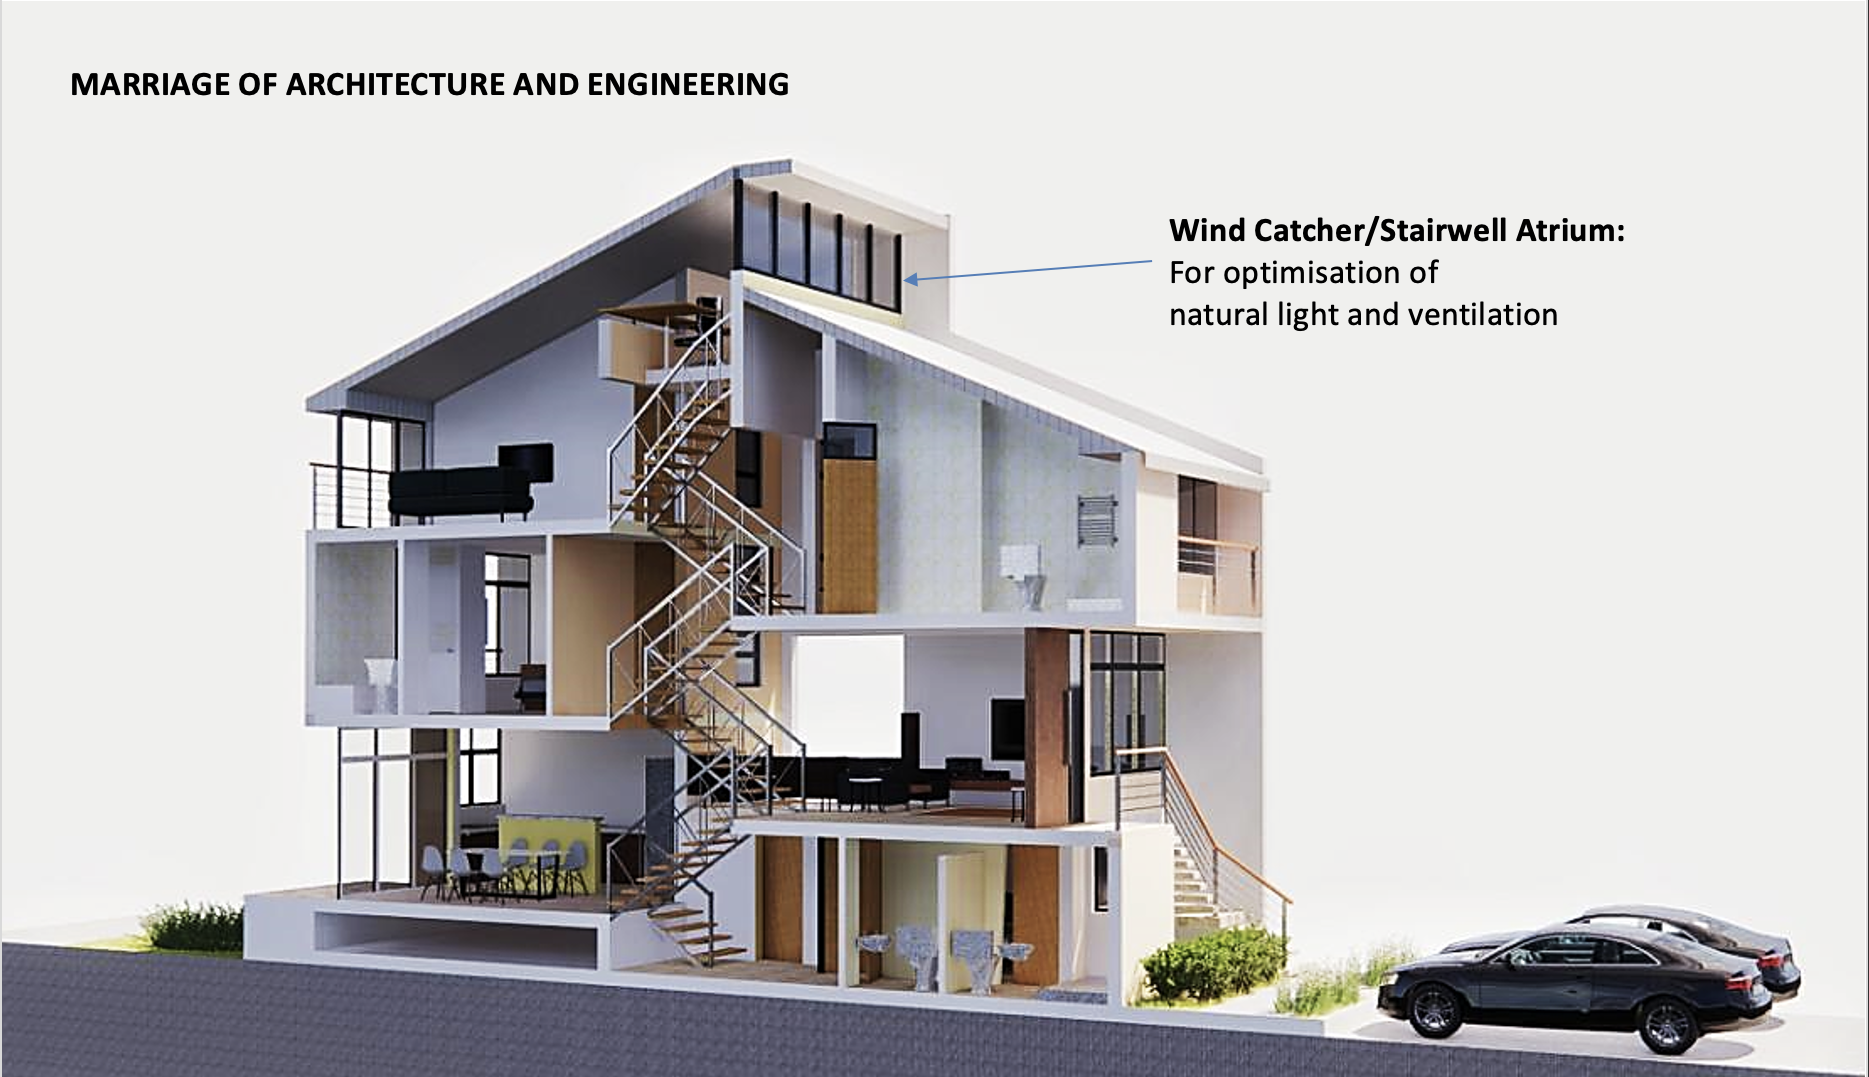 MARRIAGE OF ARCHITECTURE AND ENGINEERING
Wind Catcher/Stairwell Atrium:
For optimisation of
natural light and ventilation